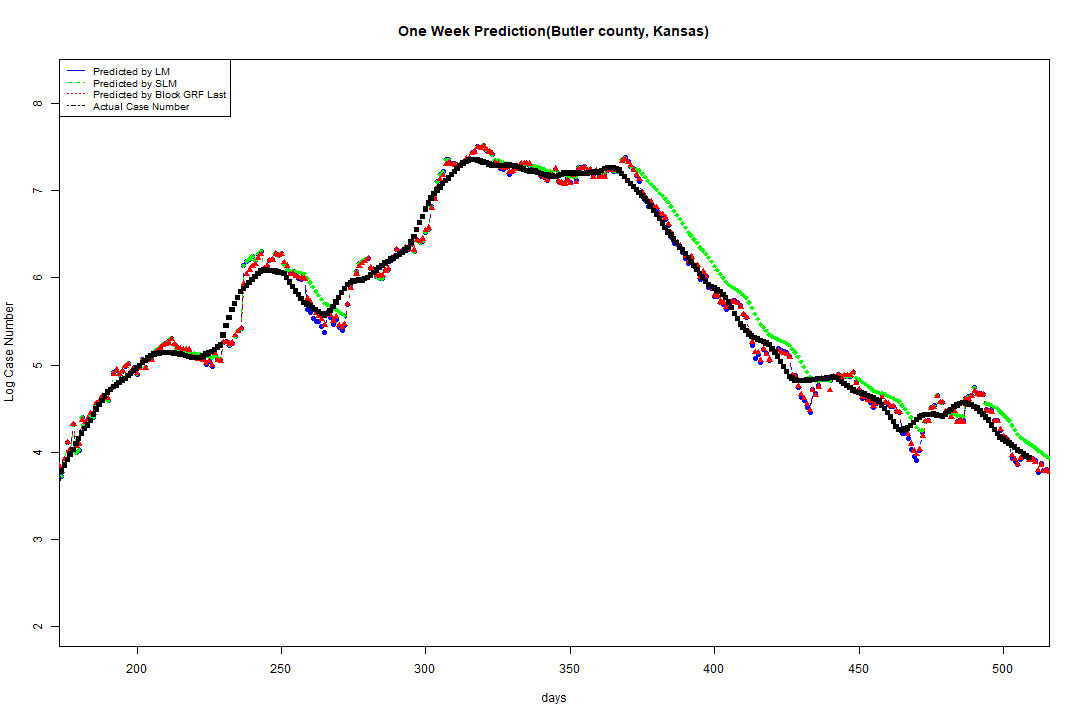 One Week Prediction(Butler county, Kansas)
Predicted by LM
Predicted by SLM
Predicted by Block GRF Last
Actual Case Number
8
7
6
5
4
3
2
Log Case Number
200 250 300 350 400 450 500
days